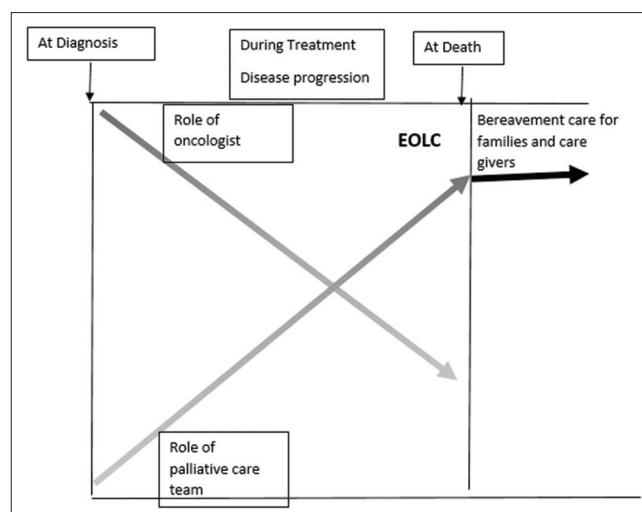 At Diagnosis
During Treatment
Disease progression
At Death
Role of
oncologist
EOLC
Bereavement care for
families and care
givers
Role of
palliative care
team